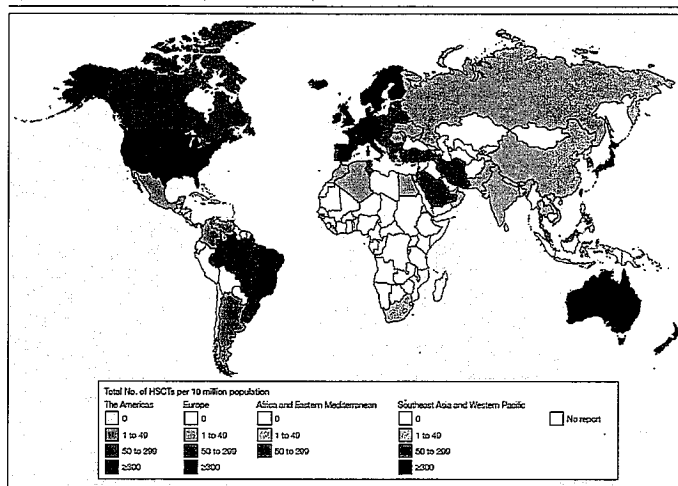 Total No. of HSCTs per 10 million population
The Americas Europe Africa and Eastern Mediterranean Southeast Asia and Western Pacific
0 0 0 0 No report
1 to 49 1 to 49 1 to 49 1 to 49
50 to 299 50 to 299 50 to 299 50 to 299
≥300 ≥300 ≥300